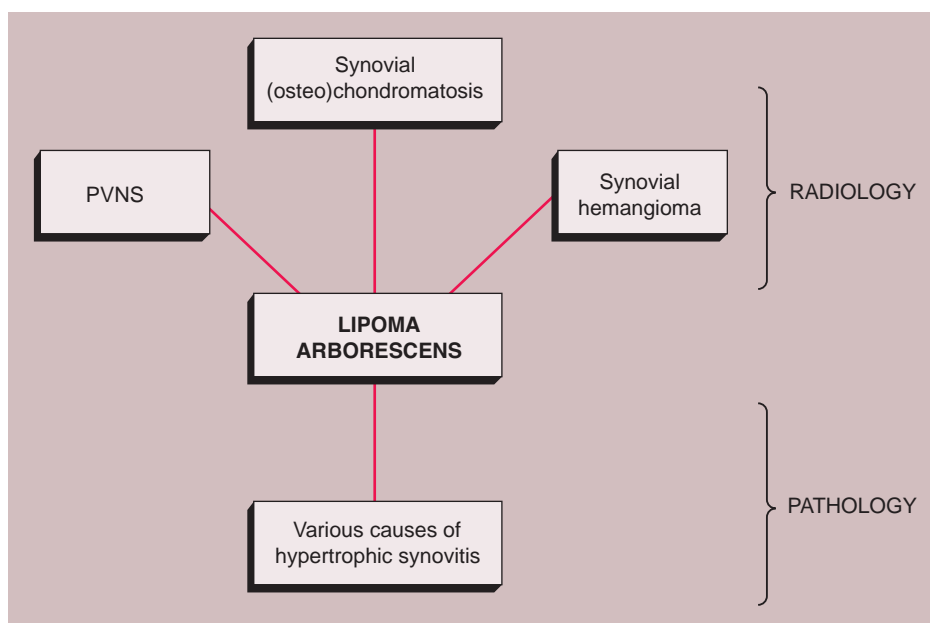 Synovial
(osteo)chondromatosis
PVNS
Synovial
hemangioma
RADIOLOGY
LIPOMA
ARBORESCENS
Various causes of
hypertrophic synovitis
PATHOLOGY